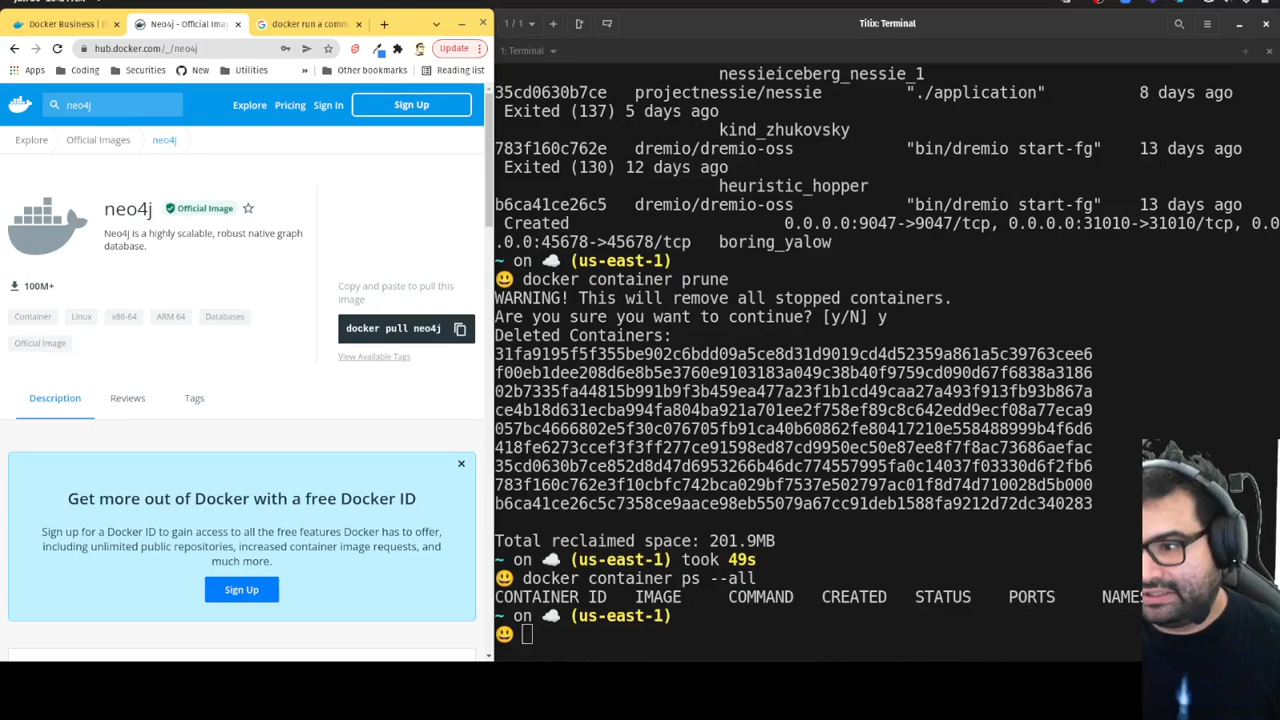 1 / 1
Tilix: Terminal
Docker Business | D
Neo4j - Official Ima
docker run a comm
hub.docker.com/_/neo4j
Update
Apps
Coding
Securities
New
Utilities
»
Other bookmarks
Reading list
neo4j
Explore
Pricing
Sign In
Sign Up
Explore
Official Images
neo4j
neo4j
Official Image
Neo4j is a highly scalable, robust native graph
database.
100M+
Container
Linux
x86-64
ARM 64
Databases
Official Image
Copy and paste to pull this
image
docker pull neo4j
View Available Tags
Description
Reviews
Tags
Get more out of Docker with a free Docker ID
Sign up for a Docker ID to gain access to all the free features Docker has to offer,
including unlimited public repositories, increased container image requests, and
much more.
Sign Up
1: Terminal
nessieiceberg_nessie_1
35cd0630b7ce projectnessie/nessie "./application" 8 days ago
Exited (137) 5 days ago
kind_zhukovsky
783f160c762e dremio/dremio-oss "bin/dremio start-fg" 13 days ago
Exited (130) 12 days ago
heuristic_hopper
b6ca41ce26c5 dremio/dremio-oss "bin/dremio start-fg" 13 days ago
Created 0.0.0.0:9047->9047/tcp, 0.0.0.0:31010->31010/tcp, 0.0
.0.0:45678->45678/tcp boring_yalow
~ on ☁️ (us-east-1)
😃 docker container prune
WARNING! This will remove all stopped containers.
Are you sure you want to continue? [y/N] y
Deleted Containers:
31fa9195f5f355be902c6bdd09a5ce8d31d9019cd4d52359a861a5c39763cee6
f00eb1dee208d6e8b5e3760e9103183a049c38b40f9759cd090d67f6838a3186
02b7335fa44815b991b9f3b459ea477a23f1b1cd49caa27a493f913fb93b867a
ce4b18d631ecba994fa804ba921a701ee2f758ef89c8c642edd9ecf08a77eca9
057bc4666802e5f30c076705fb91ca40b60862fe80417210e558488999b4f6d6
418fe6273ccef3f3ff277ce91598ed87cd9950ec50e87ee8f7f8ac73686aefac
35cd0630b7ce852d8d47d6953266b46dc774557995fa0c14037f03330d6f2fb6
783f160c762e3f10cbfc742bca029bf7537e502797ac01f8d74d710028d5b000
b6ca41ce26c5c7358ce9aace98eb55079a67cc91deb1588fa9212d72dc340283
Total reclaimed space: 201.9MB
~ on ☁️ (us-east-1) took 49s
😃 docker container ps --all
CONTAINER ID IMAGE COMMAND CREATED STATUS PORTS NAMES
~ on ☁️ (us-east-1)
😃